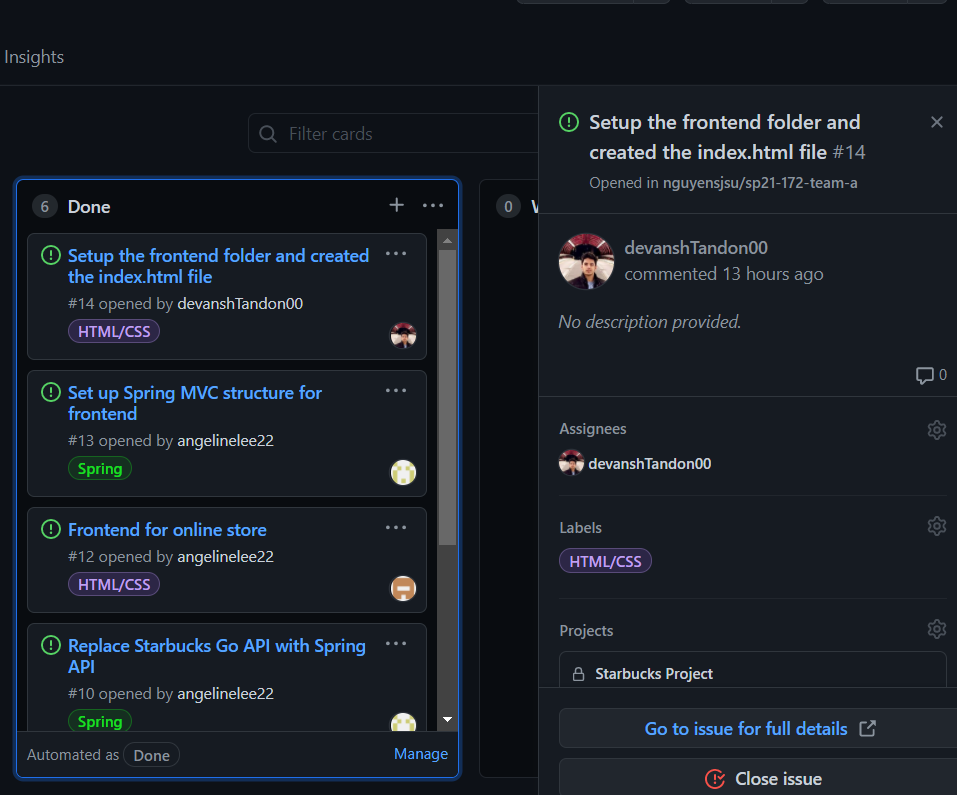 Insights
Filter cards
6 Done
Setup the frontend folder and created
the index.html file
#14 opened by devanshTandon00
HTML/CSS
Set up Spring MVC structure for
frontend
#13 opened by angelinelee22
Spring
Frontend for online store
#12 opened by angelinelee22
HTML/CSS
Replace Starbucks Go API with Spring
API
#10 opened by angelinelee22
Spring
Automated as Done Manage
0
Setup the frontend folder and
created the index.html file #14
Opened in nguyensjsu/sp21-172-team-a
devanshTandon00
commented 13 hours ago
No description provided.
0
Assignees
devanshTandon00
Labels
HTML/CSS
Projects
Starbucks Project
Go to issue for full details
Close issue